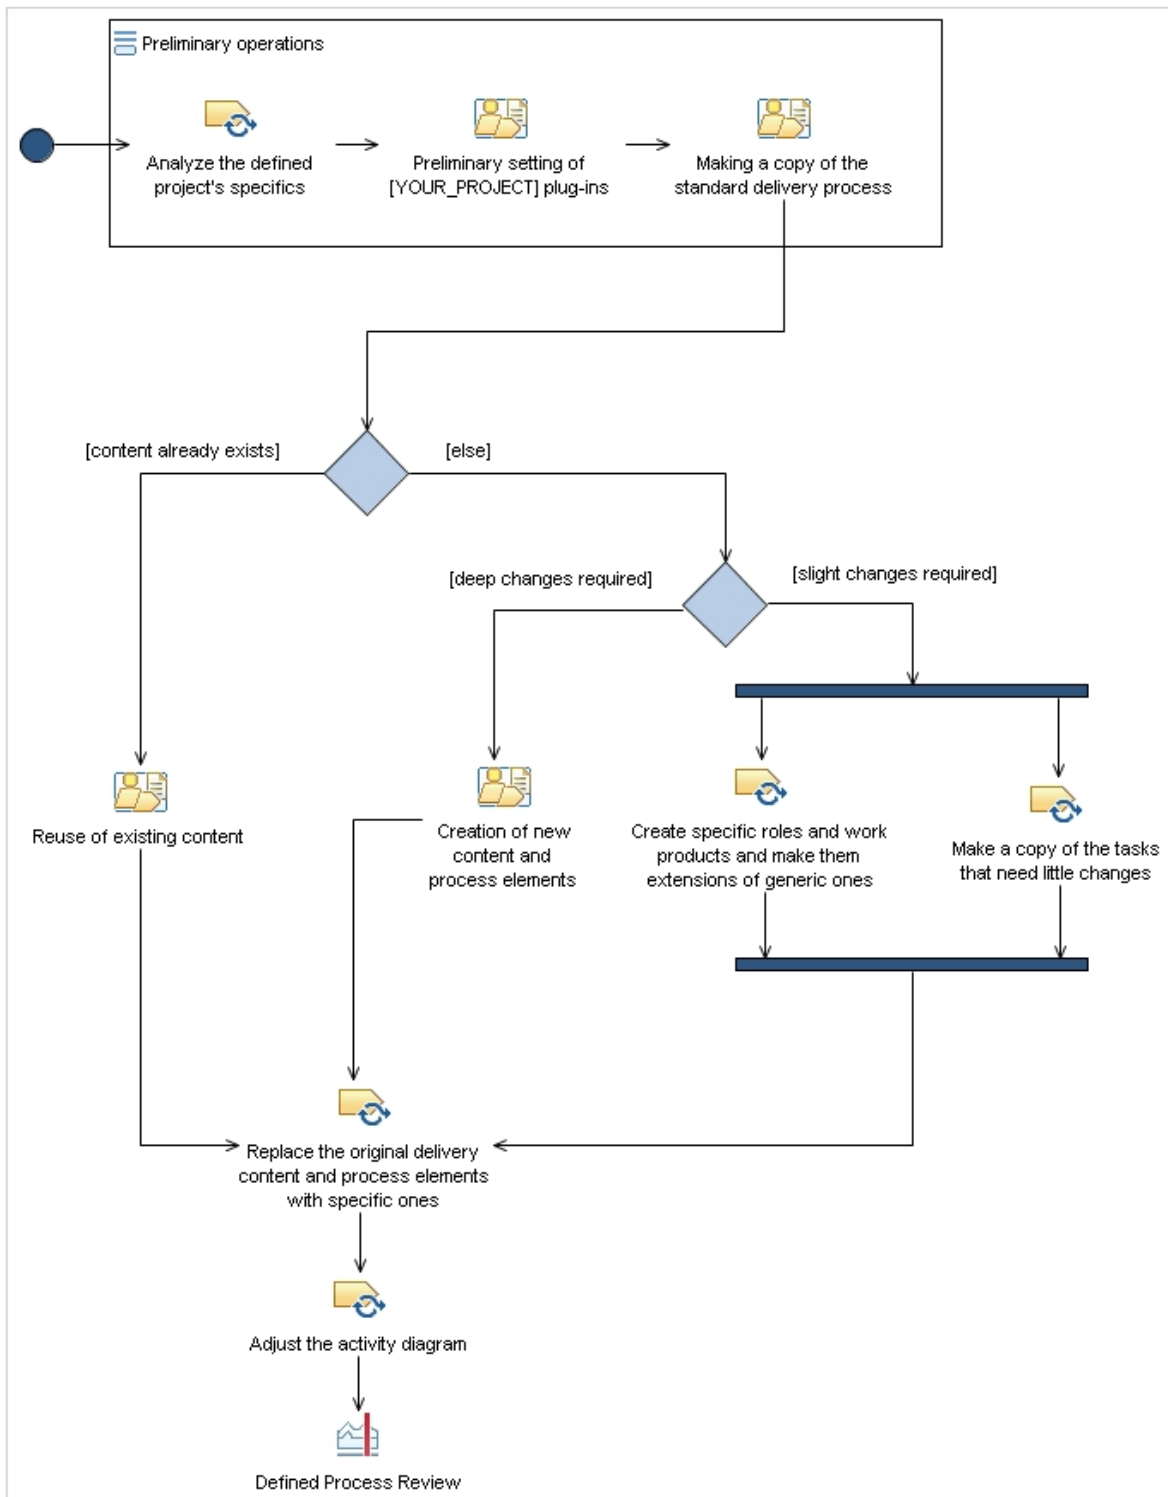 Preliminary operations
Analyze the defined
project's specifics
Preliminary setting of
[YOUR_PROJECT] plug-ins
Making a copy of the
standard delivery process
[content already exists]
[else]
[deep changes required]
[slight changes required]
Reuse of existing content
Creation of new
content and
process elements
Create specific roles and work
products and make them
extensions of generic ones
Make a copy of the tasks
that need little changes
Replace the original delivery
content and process elements
with specific ones
Adjust the activity diagram
Defined Process Review